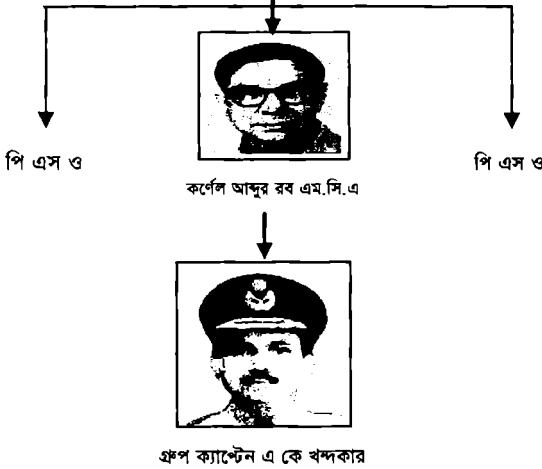 পি এস ও
পি এস ও
কর্ণেল আব্দুর রব এম.সি.এ
গ্রুপ ক্যাপ্টেন এ কে খন্দকার